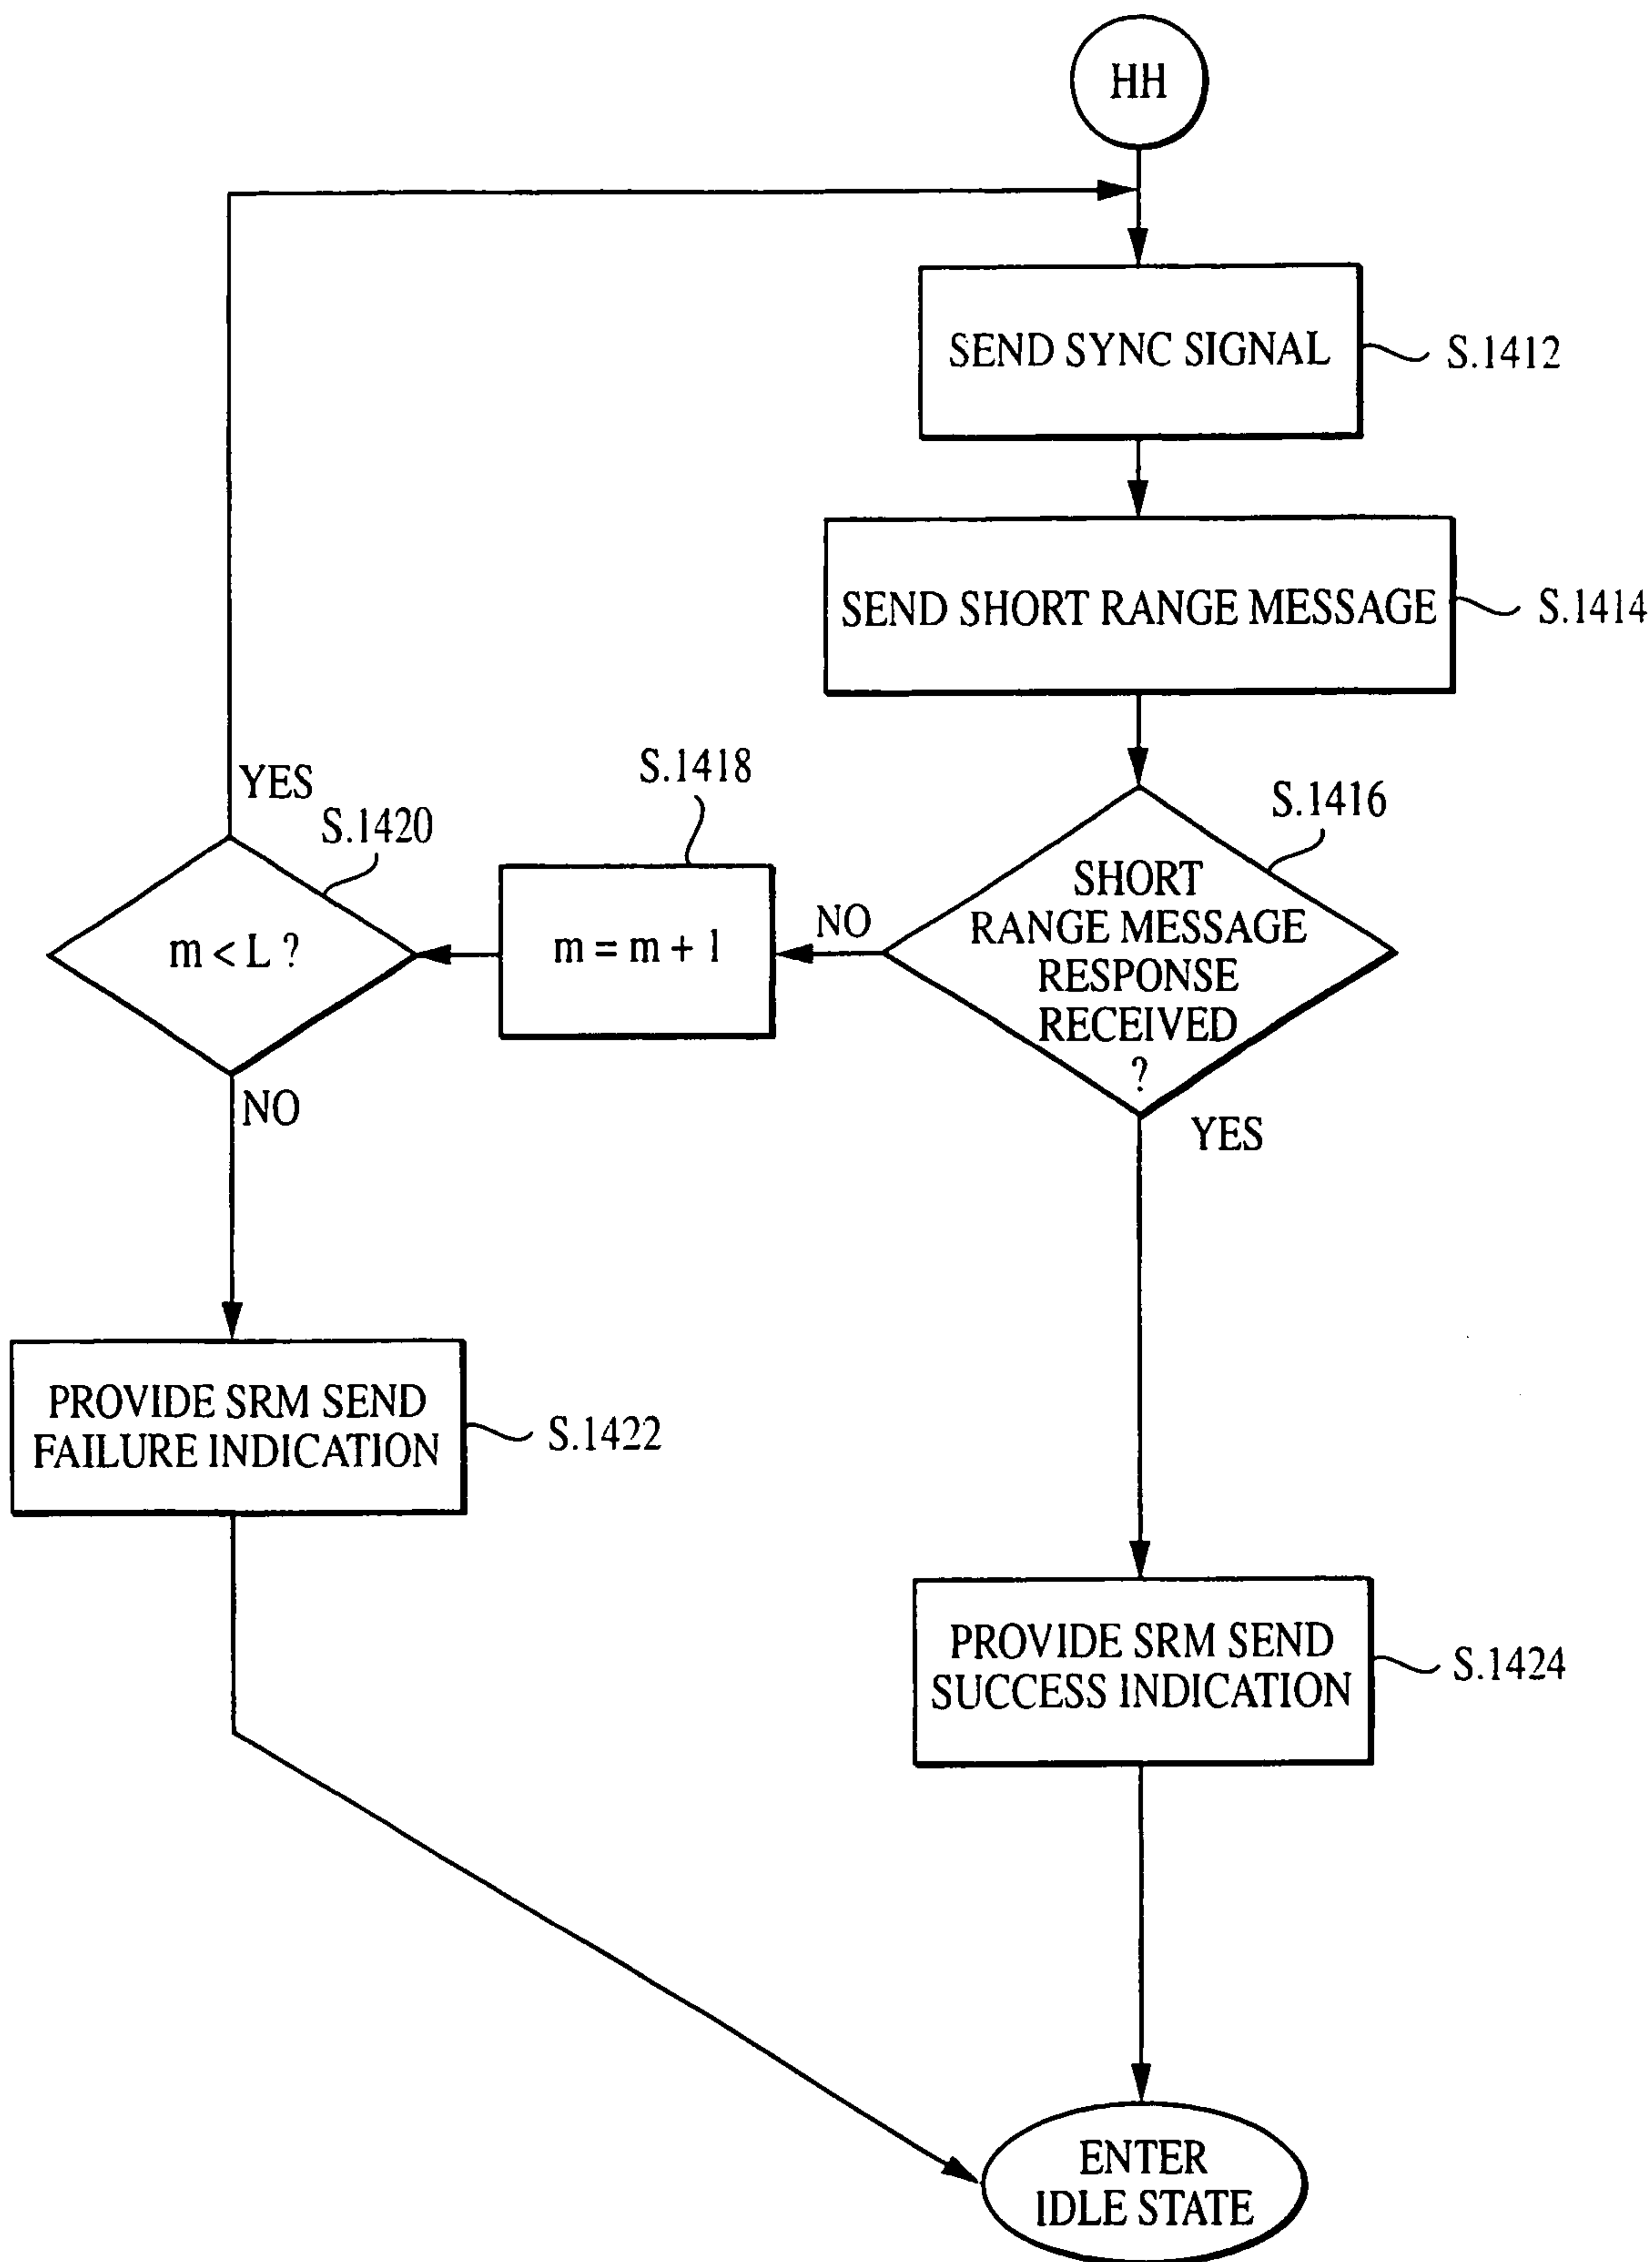 HH
SEND SYNC SIGNAL
S.1412
SEND SHORT RANGE MESSAGE
S.1414
SHORT
RANGE MESSAGE
RESPONSE
RECEIVED
?
S.1416
NO
YES
m = m + 1
S.1418
m < L ?
S.1420
YES
NO
PROVIDE SRM SEND
FAILURE INDICATION
S.1422
PROVIDE SRM SEND
SUCCESS INDICATION
S.1424
ENTER
IDLE STATE